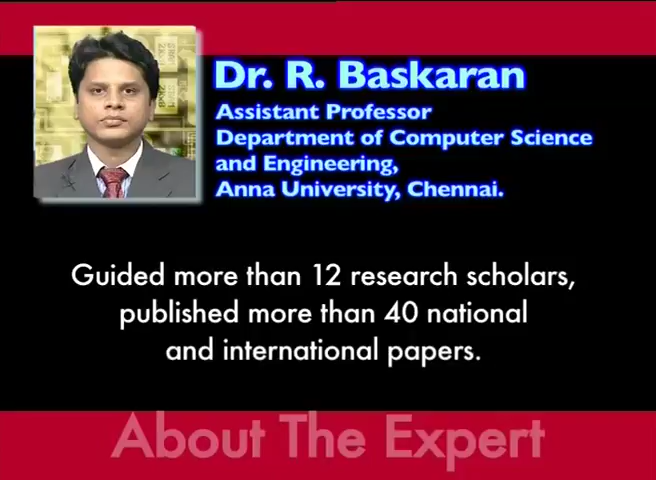 Dr. R. Baskaran
Assistant Professor
Department of Computer Science
and Engineering,
Anna University, Chennai.
Guided more than 12 research scholars,
published more than 40 national
and international papers.
About The Expert